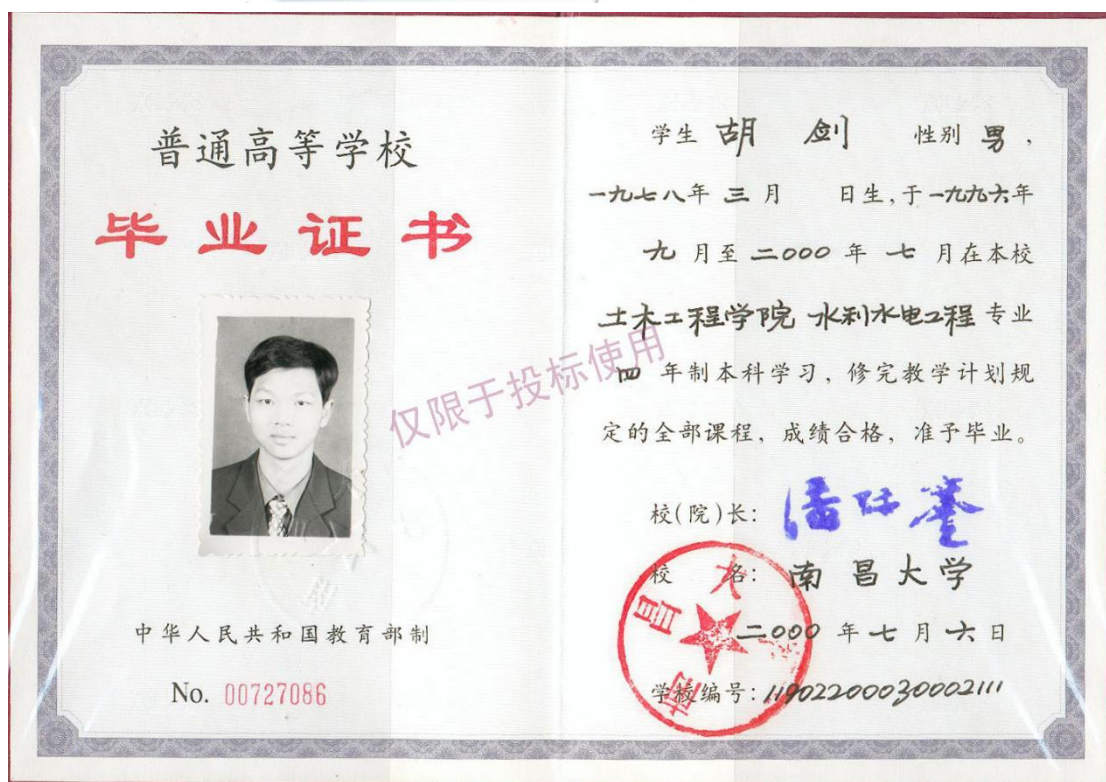 普通高等学校
毕业证书
中华人民共和国教育部制
No. 00727086
学生 胡 剑 性别 男，
一九七八年 三 月 日生，于一九九六年
九 月至 二000 年 七 月在本校
土木工程学院 水利水电工程 专业
四 年制本科学习，修完教学计划规
定的全部课程，成绩合格，准予毕业。
校(院)长：
校 名：南昌大学
二000 年 七 月 六 日
学校编号：11902200030002111
南昌大
仅限于投标使用